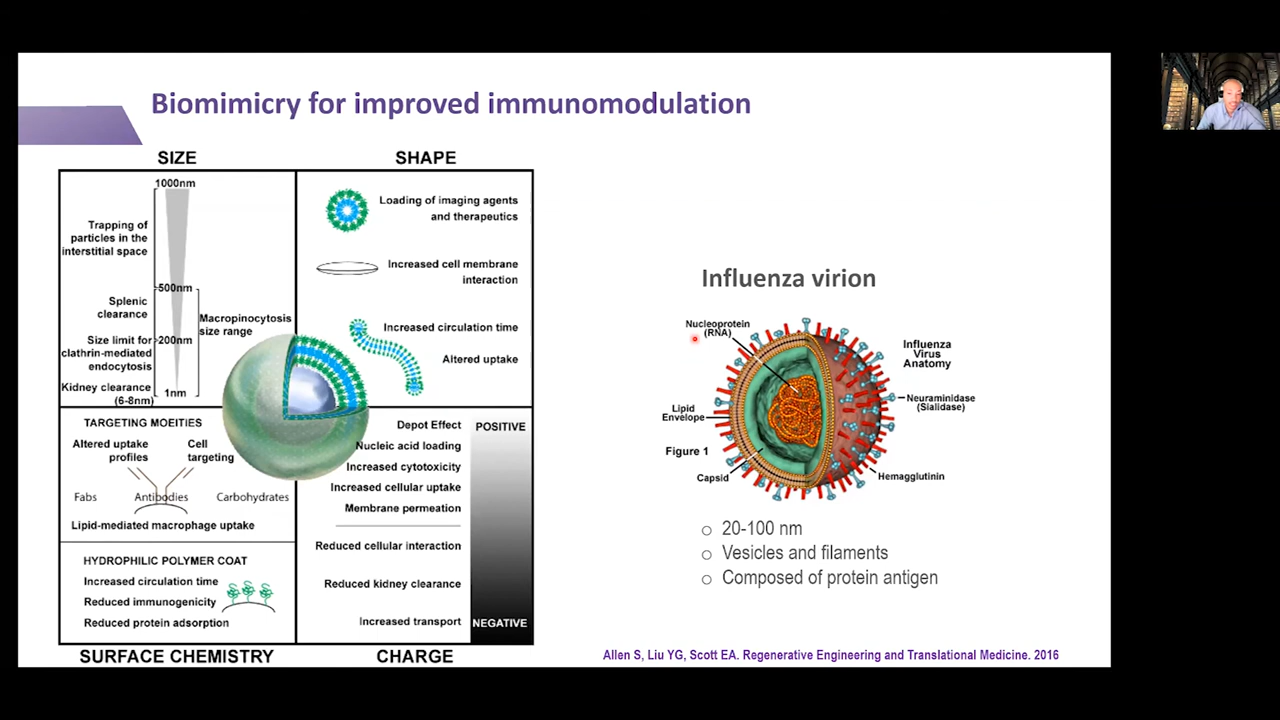 Biomimicry for improved immunomodulation
SIZE
1000nm
Trapping of
particles in the
interstitial space
500nm
Splenic
clearance
Macropinocytosis
size range
Size limit for
clathrin-mediated
endocytosis
200nm
Kidney clearance
(6-8nm)
1nm
SHAPE
Loading of imaging agents
and therapeutics
Increased cell membrane
interaction
Increased circulation time
Altered uptake
TARGETING MOEITIES
Altered uptake
profiles
Cell
targeting
Fabs
Antibodies
Carbohydrates
Lipid-mediated macrophage uptake
HYDROPHILIC POLYMER COAT
Increased circulation time
Reduced immunogenicity
Reduced protein adsorption
SURFACE CHEMISTRY
POSITIVE
Depot Effect
Nucleic acid loading
Increased cytotoxicity
Increased cellular uptake
Membrane permeation
Reduced cellular interaction
Reduced kidney clearance
Increased transport
NEGATIVE
CHARGE
Influenza virion
Nucleoprotein
(RNA)
Influenza
Virus
Anatomy
Neuraminidase
(Sialidase)
Lipid
Envelope
Figure 1
Capsid
Hemagglutinin
20-100 nm
Vesicles and filaments
Composed of protein antigen
Allen S, Liu YG, Scott EA. Regenerative Engineering and Translational Medicine. 2016